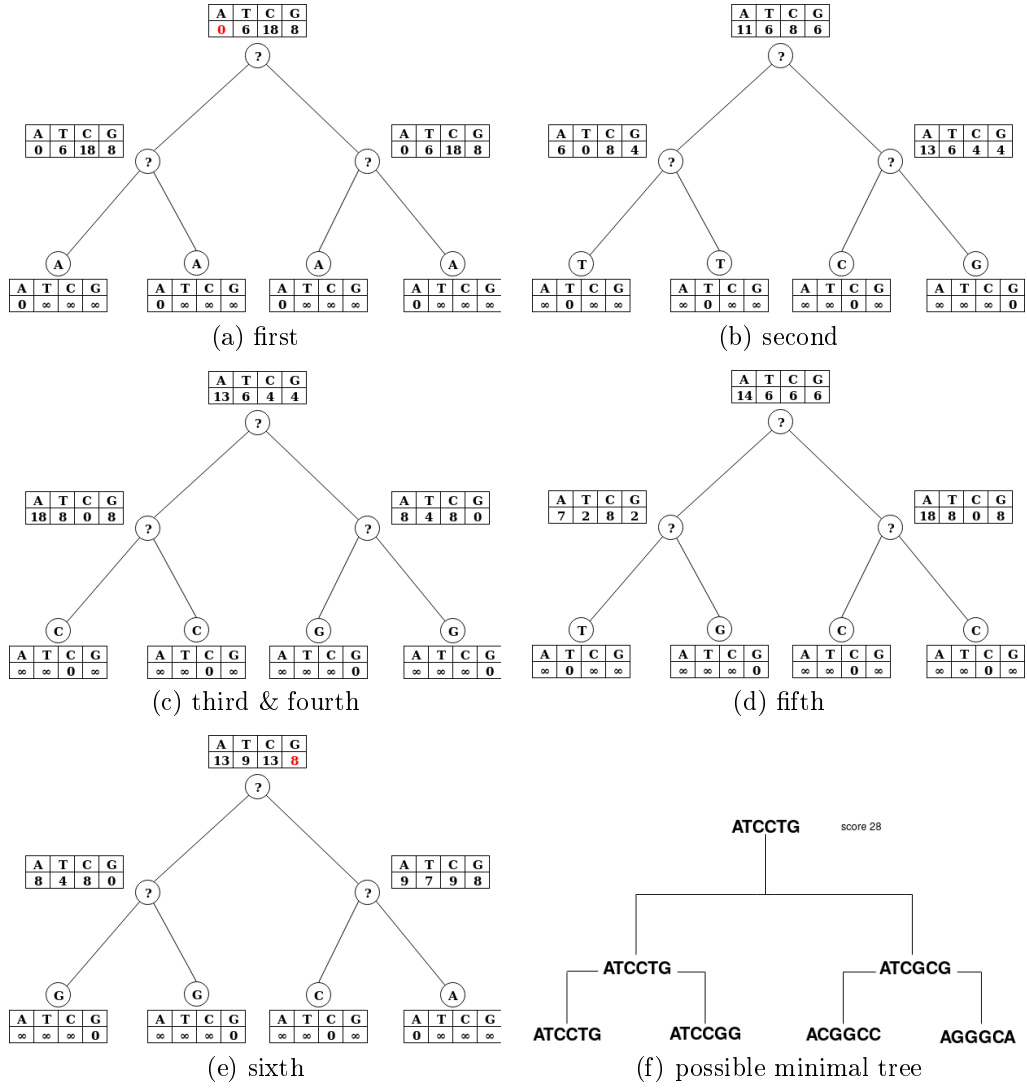 A T C G A T C G
0 6 18 8 11 6 8 6
? ?
A T C G A T C G A T C G A T C G
0 6 18 8 0 6 18 8 6 0 8 4 13 6 4 4
? ? ? ?
A A A A T T C G
A T C G A T C G A T C G A T C G A T C G A T C G A T C G A T C G
0 ∞ ∞ ∞ 0 ∞ ∞ ∞ 0 ∞ ∞ ∞ 0 ∞ ∞ ∞ ∞ 0 ∞ ∞ ∞ 0 ∞ ∞ ∞ ∞ 0 ∞ ∞ ∞ ∞ 0
(a) first (b) second
A T C G A T C G
13 6 4 4 14 6 6 6
? ?
A T C G A T C G A T C G A T C G
18 8 0 8 8 4 8 0 7 2 8 2 18 8 0 8
? ? ? ?
C C G G T G C C
A T C G A T C G A T C G A T C G A T C G A T C G A T C G A T C G
∞ ∞ 0 ∞ ∞ ∞ 0 ∞ ∞ ∞ ∞ 0 ∞ ∞ ∞ 0 ∞ 0 ∞ ∞ ∞ ∞ ∞ 0 ∞ ∞ 0 ∞ ∞ ∞ 0 ∞
(c) third & fourth (d) fifth
A T C G
13 9 13 8
?
A T C G A T C G
8 4 8 0 9 7 9 8
? ?
G G C A
A T C G A T C G A T C G A T C G
∞ ∞ ∞ 0 ∞ ∞ ∞ 0 ∞ ∞ 0 ∞ 0 ∞ ∞ ∞
(e) sixth
ATCCTG score 28
ATCCTG ATCGCG
ATCCTG ATCCGG ACGGCC AGGGCA
(f) possible minimal tree